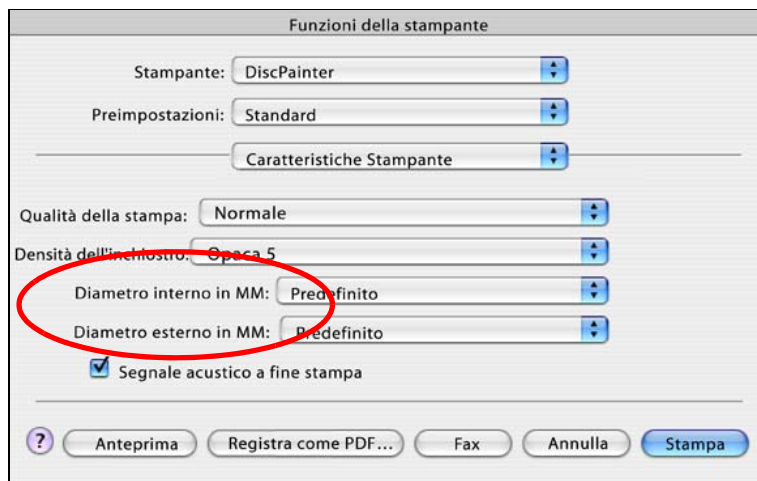 Funzioni della stampante
Stampante: DiscPainter
Preimpostazioni: Standard
Caratteristiche Stampante
Qualità della stampa: Normale
Densità dell'inchiostro: Opaca 5
Diametro interno in MM: Predefinito
Diametro esterno in MM: Predefinito
Segnale acustico a fine stampa
? Anteprima Registra come PDF... Fax Annulla Stampa